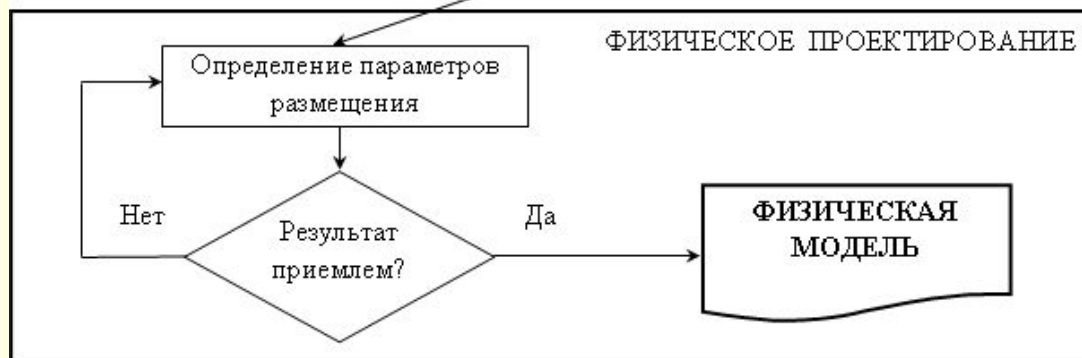 ФИЗИЧЕСКОЕ ПРОЕКТИРОВАНИЕ
Определение параметров
размещения
Нет
Да
Результат
приемлем?
ФИЗИЧЕСКАЯ
МОДЕЛЬ